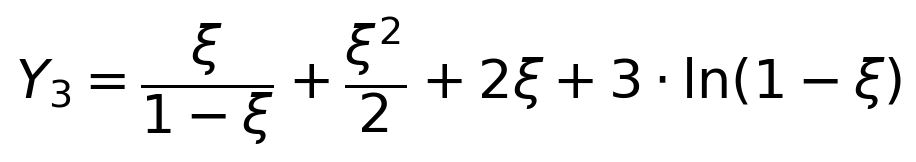 Y₃ = ξ/(1 − ξ) + ξ²/2 + 2ξ + 3 · ln(1 − ξ)